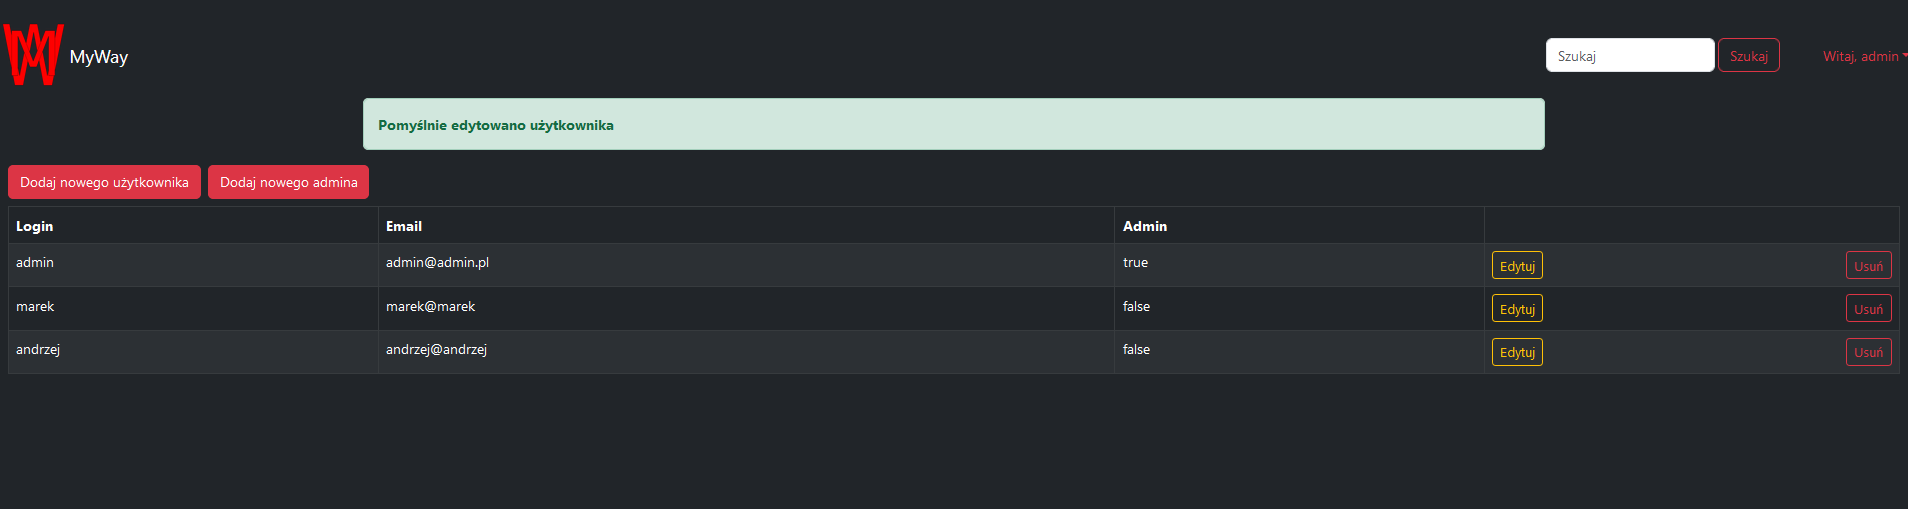 MyWay
Szukaj Szukaj Witaj, admin
Pomyślnie edytowano użytkownika
Dodaj nowego użytkownika Dodaj nowego admina
Login Email Admin
admin admin@admin.pl true Edytuj Usuń
marek marek@marek false Edytuj Usuń
andrzej andrzej@andrzej false Edytuj Usuń